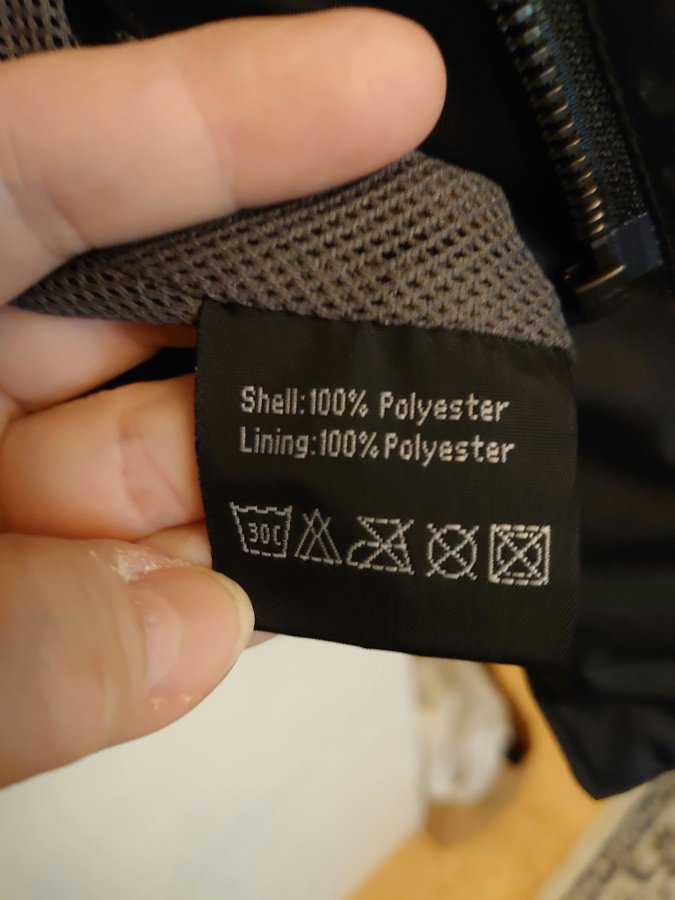 Shell:100% Polyester
Lining:100%Polyester
30C